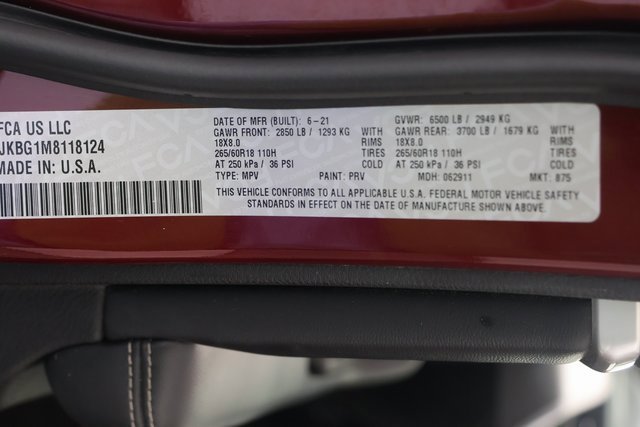 FCA US LLC
JKBG1M8118124
MADE IN: U.S.A.
DATE OF MFR (BUILT): 6-21
GVWR: 6500 LB / 2949 KG
GAWR FRONT: 2850 LB / 1293 KG WITH
GAWR REAR: 3700 LB / 1679 KG WITH
18X8.0 RIMS
18X8.0 RIMS
265/60R18 110H TIRES
265/60R18 110H TIRES
AT 250 kPa / 36 PSI COLD
AT 250 kPa / 36 PSI COLD
TYPE: MPV PAINT: PRV MDH: 062911 MKT: 875
THIS VEHICLE CONFORMS TO ALL APPLICABLE U.S.A. FEDERAL MOTOR VEHICLE SAFETY
STANDARDS IN EFFECT ON THE DATE OF MANUFACTURE SHOWN ABOVE.